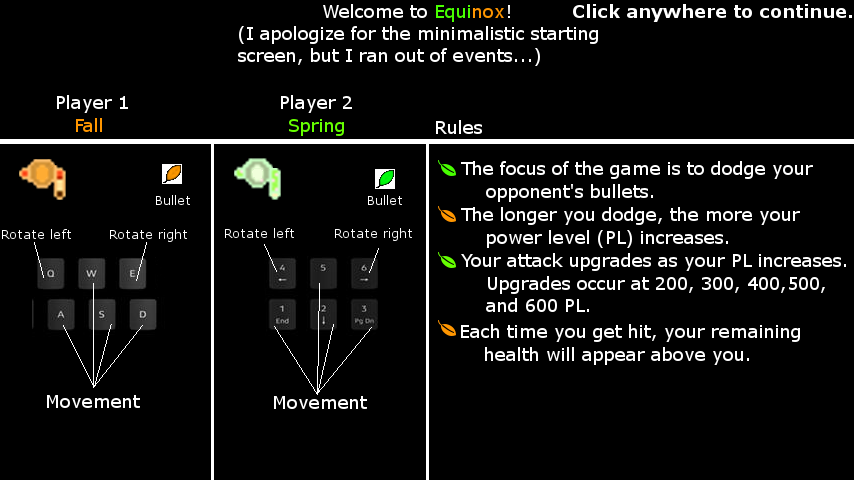 Welcome to Equinox!
Click anywhere to continue.
(I apologize for the minimalistic starting
screen, but I ran out of events...)
Player 1
Fall
Player 2
Spring
Rules
Bullet
Rotate left
Rotate right
Q
W
E
A
S
D
Movement
Bullet
Rotate left
Rotate right
4
←
5
6
→
1
End
2
↓
3
Pg Dn
Movement
The focus of the game is to dodge your
opponent's bullets.
The longer you dodge, the more your
power level (PL) increases.
Your attack upgrades as your PL increases.
Upgrades occur at 200, 300, 400,500,
and 600 PL.
Each time you get hit, your remaining
health will appear above you.